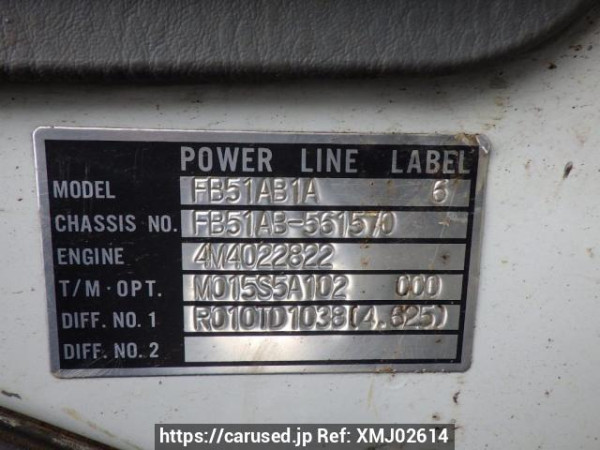 POWER LINE LABEL
MODEL FB51AB1A 6
CHASSIS NO. FB51AB-561570
ENGINE 4M4022822
T/M·OPT. M015S5A102 000
DIFF. NO. 1 R010TD1038(4.625)
DIFF. NO. 2
https://carused.jp Ref: XMJ02614